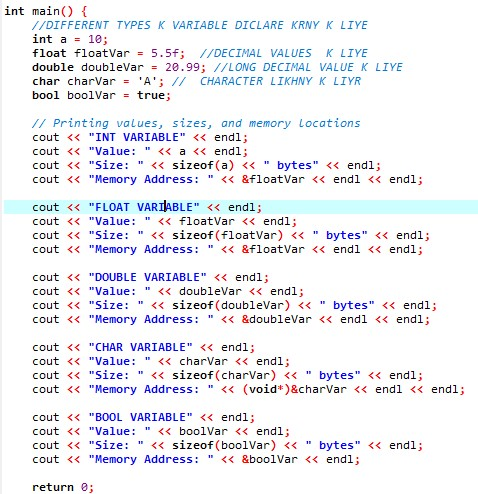 int main() {
//DIFFERENT TYPES K VARIABLE DICLARE KRNY K LIYE
int a = 10;
float floatVar = 5.5f;  //DECIMAL VALUES  K LIYE
double doubleVar = 20.99; //LONG DECIMAL VALUE K LIYE
char charVar = 'A'; //  CHARACTER LIKHNY K LIYR
bool boolVar = true;
// Printing values, sizes, and memory locations
cout << "INT VARIABLE" << endl;
cout << "Value: " << a << endl;
cout << "Size: " << sizeof(a) << " bytes" << endl;
cout << "Memory Address: " << &floatVar << endl << endl;
cout << "FLOAT VARIABLE" << endl;
cout << "Value: " << floatVar << endl;
cout << "Size: " << sizeof(floatVar) << " bytes" << endl;
cout << "Memory Address: " << &floatVar << endl << endl;
cout << "DOUBLE VARIABLE" << endl;
cout << "Value: " << doubleVar << endl;
cout << "Size: " << sizeof(doubleVar) << " bytes" << endl;
cout << "Memory Address: " << &doubleVar << endl << endl;
cout << "CHAR VARIABLE" << endl;
cout << "Value: " << charVar << endl;
cout << "Size: " << sizeof(charVar) << " bytes" << endl;
cout << "Memory Address: " << (void*)&charVar << endl << endl;
cout << "BOOL VARIABLE" << endl;
cout << "Value: " << boolVar << endl;
cout << "Size: " << sizeof(boolVar) << " bytes" << endl;
cout << "Memory Address: " << &boolVar << endl;
return 0;